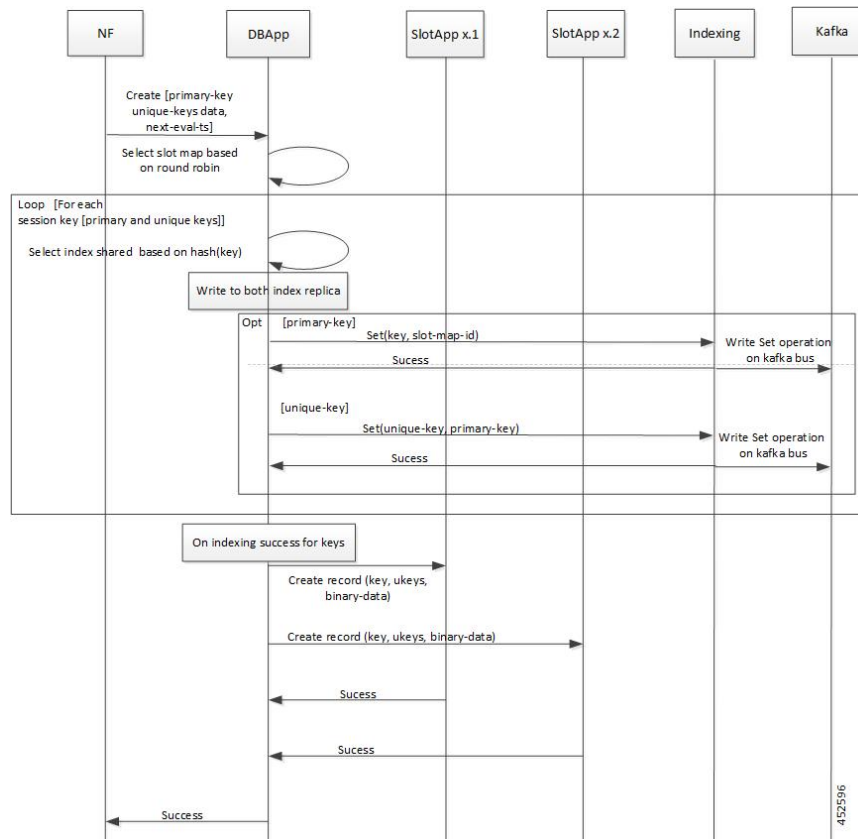 NF
DBApp
SlotApp x.1
SlotApp x.2
Indexing
Kafka
Create [primary-key
unique-keys data,
next-eval-ts]
Select slot map based
on round robin
Loop [For each
session key [primary and unique keys]]
Select index shared based on hash(key)
Write to both index replica
Opt [primary-key]
Set(key, slot-map-id)
Write Set operation
on kafka bus
Sucess
[unique-key]
Set(unique-key, primary-key)
Write Set operation
on kafka bus
Sucess
On indexing success for keys
Create record (key, ukeys,
binary-data)
Create record (key, ukeys, binary-data)
Sucess
Sucess
Success
452596